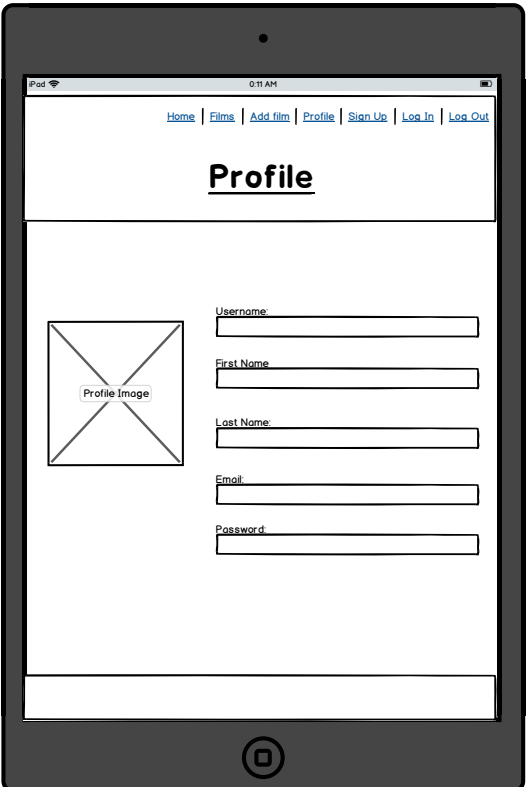 iPad 0:11 AM
Home Films Add film Profile Sign Up Log In Log Out
Profile
Username:
First Name
Profile Image
Last Name:
Email:
Password: